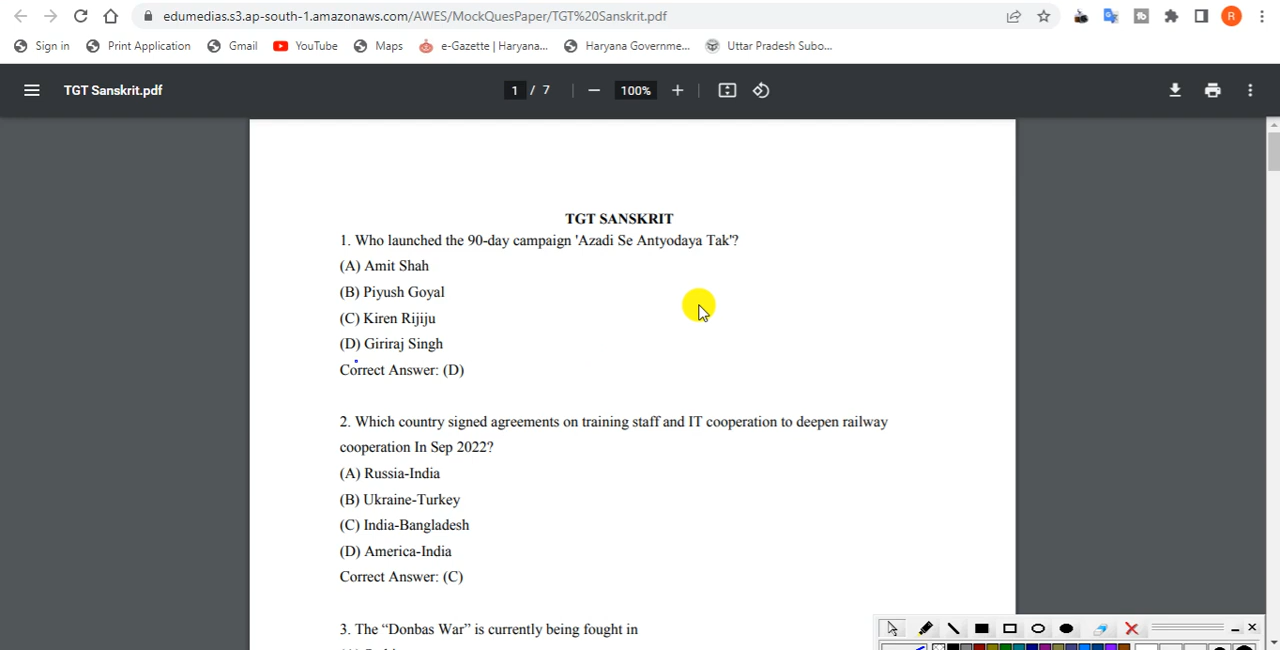 edumedias.s3.ap-south-1.amazonaws.com/AWES/MockQuesPaper/TGT%20Sanskrit.pdf
Sign in Print Application Gmail YouTube Maps e-Gazette | Haryana... Haryana Governme... Uttar Pradesh Subo...
TGT Sanskrit.pdf 1 / 7 100%
TGT SANSKRIT
1. Who launched the 90-day campaign 'Azadi Se Antyodaya Tak'?
(A) Amit Shah
(B) Piyush Goyal
(C) Kiren Rijiju
(D) Giriraj Singh
Correct Answer: (D)
2. Which country signed agreements on training staff and IT cooperation to deepen railway
cooperation In Sep 2022?
(A) Russia-India
(B) Ukraine-Turkey
(C) India-Bangladesh
(D) America-India
Correct Answer: (C)
3. The “Donbas War” is currently being fought in